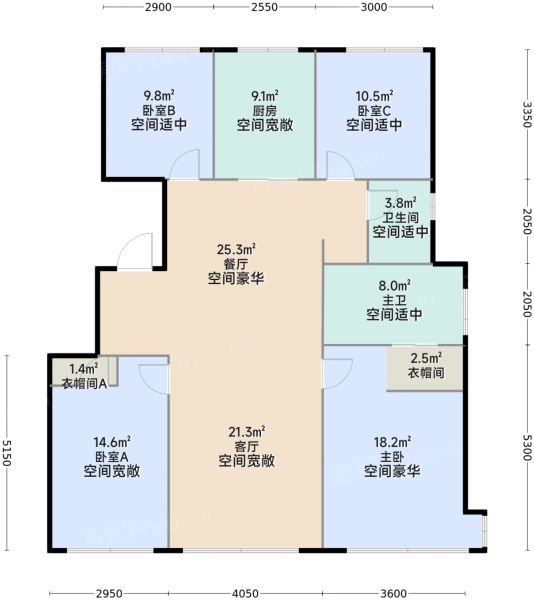 2900
2550
3000
9.8㎡
卧室B
空间适中
9.1㎡
厨房
空间宽敞
10.5㎡
卧室C
空间适中
3350
3.8㎡
卫生间
空间适中
2050
25.3㎡
餐厅
空间豪华
8.0㎡
主卫
空间适中
2050
1.4㎡
衣帽间A
2.5㎡
衣帽间
14.6㎡
卧室A
空间宽敞
21.3㎡
客厅
空间宽敞
18.2㎡
主卧
空间豪华
5150
5300
2950
4050
3600